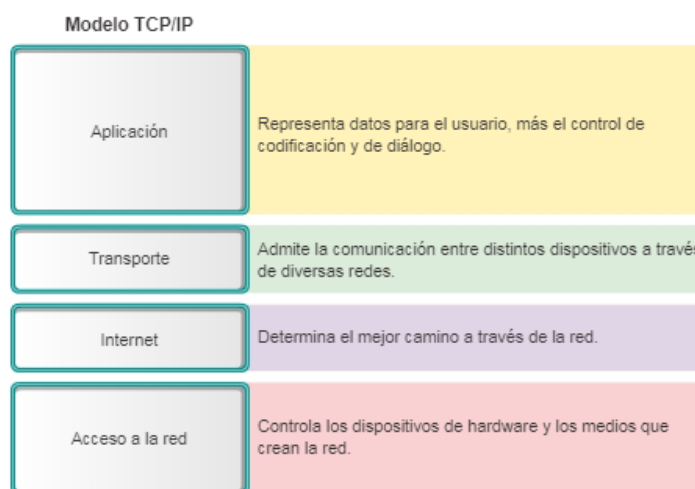 Modelo TCP/IP
Aplicación
Representa datos para el usuario, más el control de
codificación y de diálogo.
Transporte
Admite la comunicación entre distintos dispositivos a través
de diversas redes.
Internet
Determina el mejor camino a través de la red.
Acceso a la red
Controla los dispositivos de hardware y los medios que
crean la red.